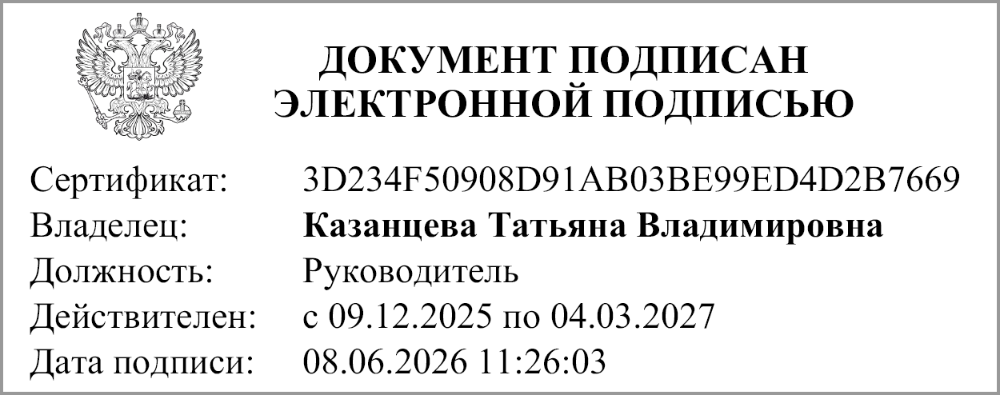 ДОКУМЕНТ ПОДПИСАН
ЭЛЕКТРОННОЙ ПОДПИСЬЮ
Сертификат: 3D234F50908D91AB03BE99ED4D2B7669
Владелец: Казанцева Татьяна Владимировна
Должность: Руководитель
Действителен: с 09.12.2025 по 04.03.2027
Дата подписи: 08.06.2026 11:26:03